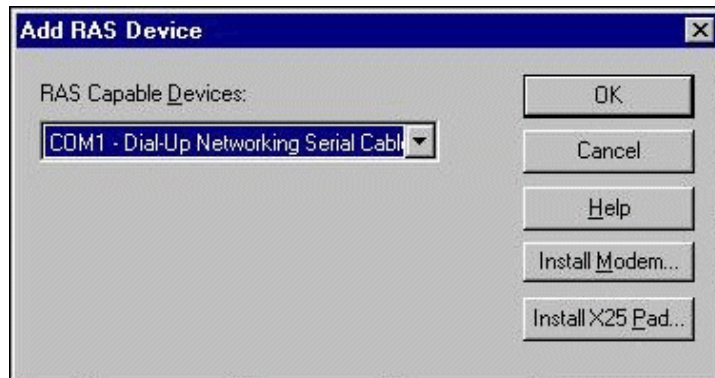 Add RAS Device
RAS Capable Devices:
COM1 - Dial-Up Networking Serial Cabl
OK
Cancel
Help
Install Modem...
Install X25 Pad...